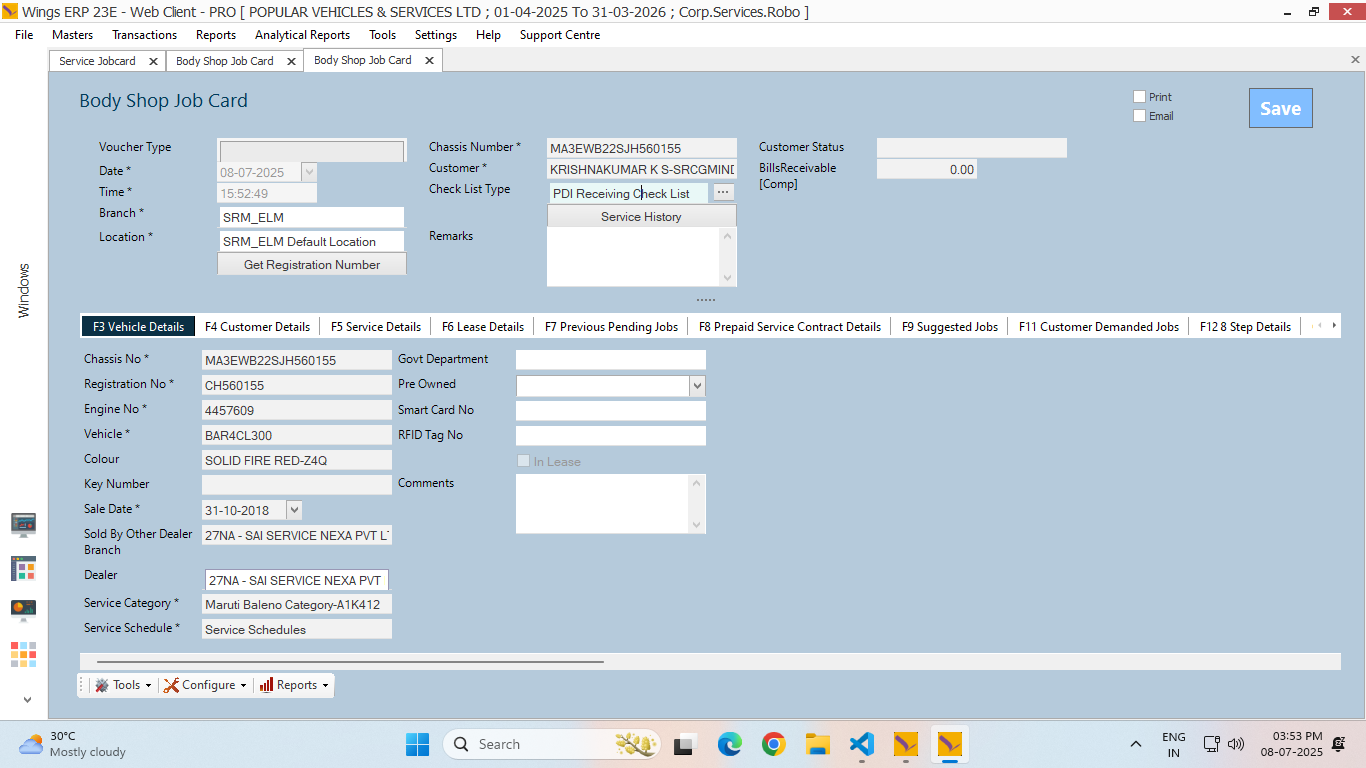 Wings ERP 23E - Web Client - PRO [ POPULAR VEHICLES & SERVICES LTD ; 01-04-2025 To 31-03-2026 ; Corp.Services.Robo ]
File Masters Transactions Reports Analytical Reports Tools Settings Help Support Centre
Service Jobcard Body Shop Job Card Body Shop Job Card
Body Shop Job Card
Print
Email
Save
Voucher Type
Date * 08-07-2025
Time * 15:52:49
Branch * SRM_ELM
Location * SRM_ELM Default Location
Get Registration Number
Chassis Number * MA3EWB22SJH560155
Customer * KRISHNAKUMAR K S-SRCGMIND
Check List Type PDI Receiving Check List ...
Service History
Remarks
Customer Status
BillsReceivable 0.00
[Comp]
Windows
F3 Vehicle Details F4 Customer Details F5 Service Details F6 Lease Details F7 Previous Pending Jobs F8 Prepaid Service Contract Details F9 Suggested Jobs F11 Customer Demanded Jobs F12 8 Step Details
Chassis No * MA3EWB22SJH560155
Registration No * CH560155
Engine No * 4457609
Vehicle * BAR4CL300
Colour SOLID FIRE RED-Z4Q
Key Number
Sale Date * 31-10-2018
Sold By Other Dealer 27NA - SAI SERVICE NEXA PVT LT
Branch
Dealer 27NA - SAI SERVICE NEXA PVT
Service Category * Maruti Baleno Category-A1K412
Service Schedule * Service Schedules
Govt Department
Pre Owned
Smart Card No
RFID Tag No
In Lease
Comments
Tools Configure Reports
30°C
Mostly cloudy
Search
ENG
IN
03:53 PM
08-07-2025